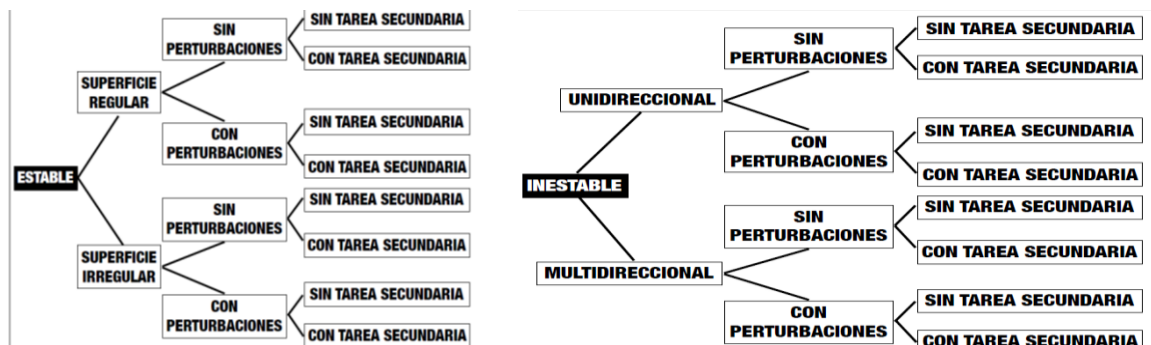 SIN TAREA SECUNDARIA
SIN
PERTURBACIONES
CON TAREA SECUNDARIA
SUPERFICIE
REGULAR
SIN TAREA SECUNDARIA
CON
PERTURBACIONES
CON TAREA SECUNDARIA
ESTABLE
SIN TAREA SECUNDARIA
SIN
PERTURBACIONES
CON TAREA SECUNDARIA
SUPERFICIE
IRREGULAR
SIN TAREA SECUNDARIA
CON
PERTURBACIONES
CON TAREA SECUNDARIA
SIN TAREA SECUNDARIA
SIN
PERTURBACIONES
CON TAREA SECUNDARIA
UNIDIRECCIONAL
SIN TAREA SECUNDARIA
CON
PERTURBACIONES
CON TAREA SECUNDARIA
INESTABLE
SIN TAREA SECUNDARIA
SIN
PERTURBACIONES
CON TAREA SECUNDARIA
MULTIDIRECCIONAL
SIN TAREA SECUNDARIA
CON
PERTURBACIONES
CON TAREA SECUNDARIA